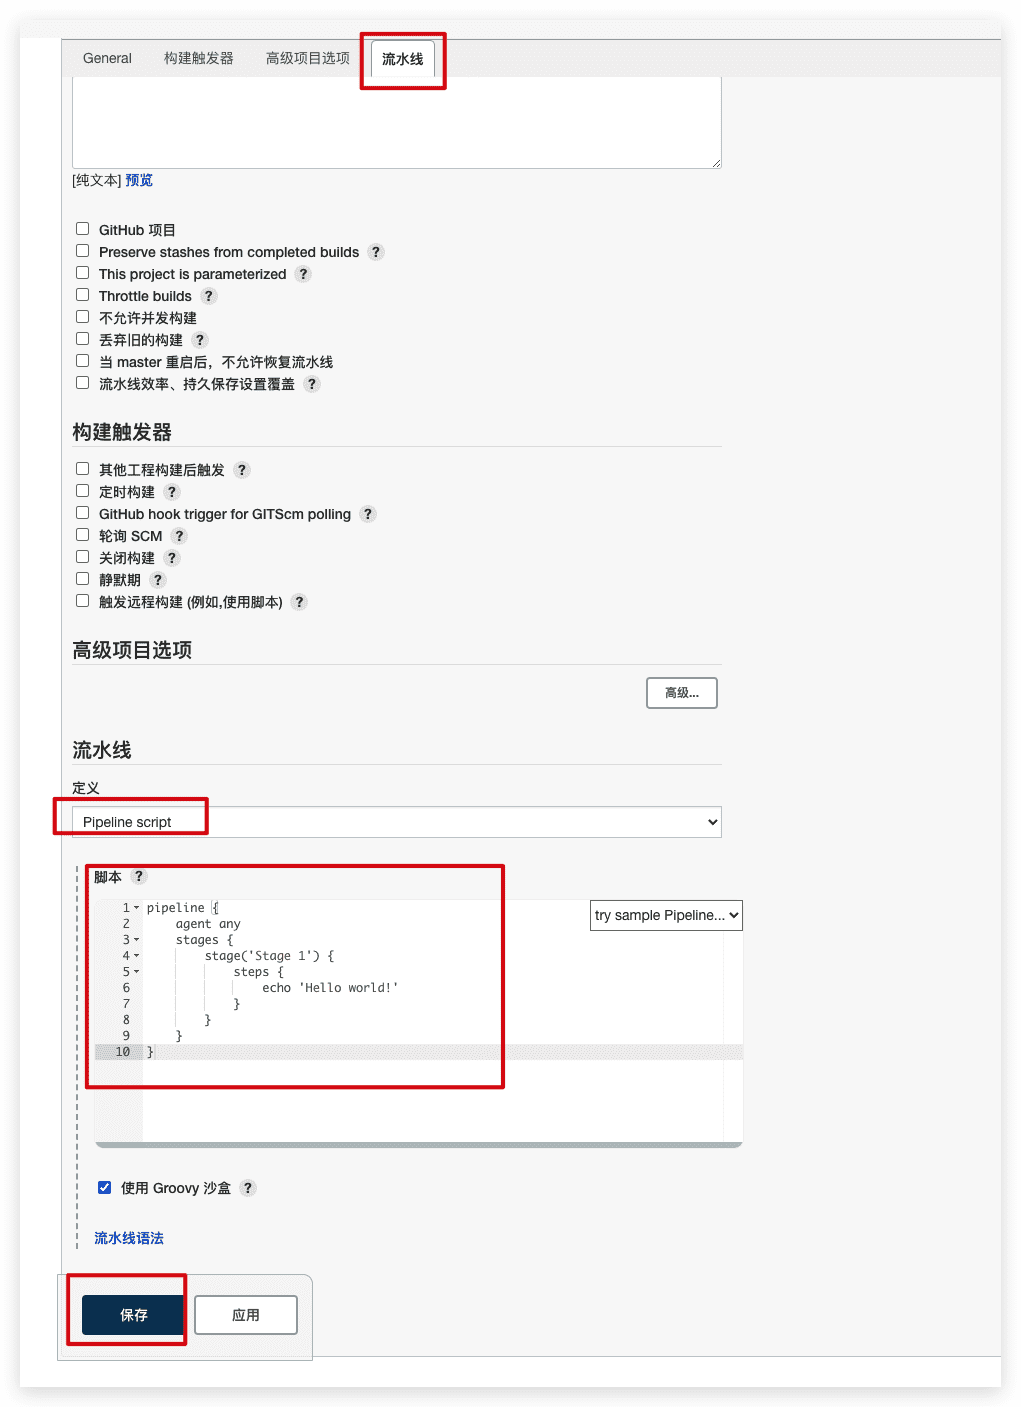 General 构建触发器 高级项目选项 流水线
[纯文本] 预览
GitHub 项目
Preserve stashes from completed builds ?
This project is parameterized ?
Throttle builds ?
不允许并发构建
丢弃旧的构建 ?
当 master 重启后，不允许恢复流水线
流水线效率、持久保存设置覆盖 ?
构建触发器
其他工程构建后触发 ?
定时构建 ?
GitHub hook trigger for GITScm polling ?
轮询 SCM ?
关闭构建 ?
静默期 ?
触发远程构建 (例如,使用脚本) ?
高级项目选项
高级...
流水线
定义
Pipeline script
脚本 ?
try sample Pipeline...
1 pipeline {
2 agent any
3 stages {
4 stage('Stage 1') {
5 steps {
6 echo 'Hello world!'
7 }
8 }
9 }
10 }
使用 Groovy 沙盒 ?
流水线语法
保存 应用